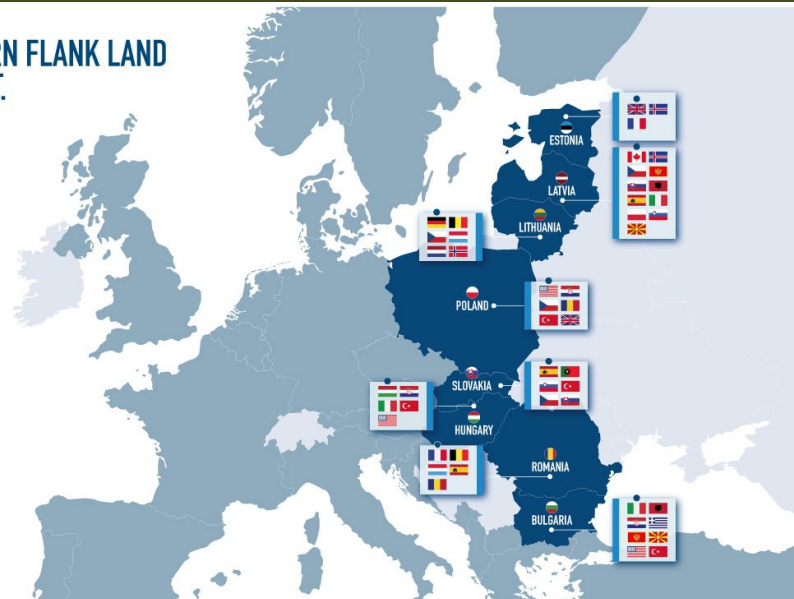 RN FLANK LAND
ESTONIA
LATVIA
LITHUANIA
POLAND
SLOVAKIA
HUNGARY
ROMANIA
BULGARIA